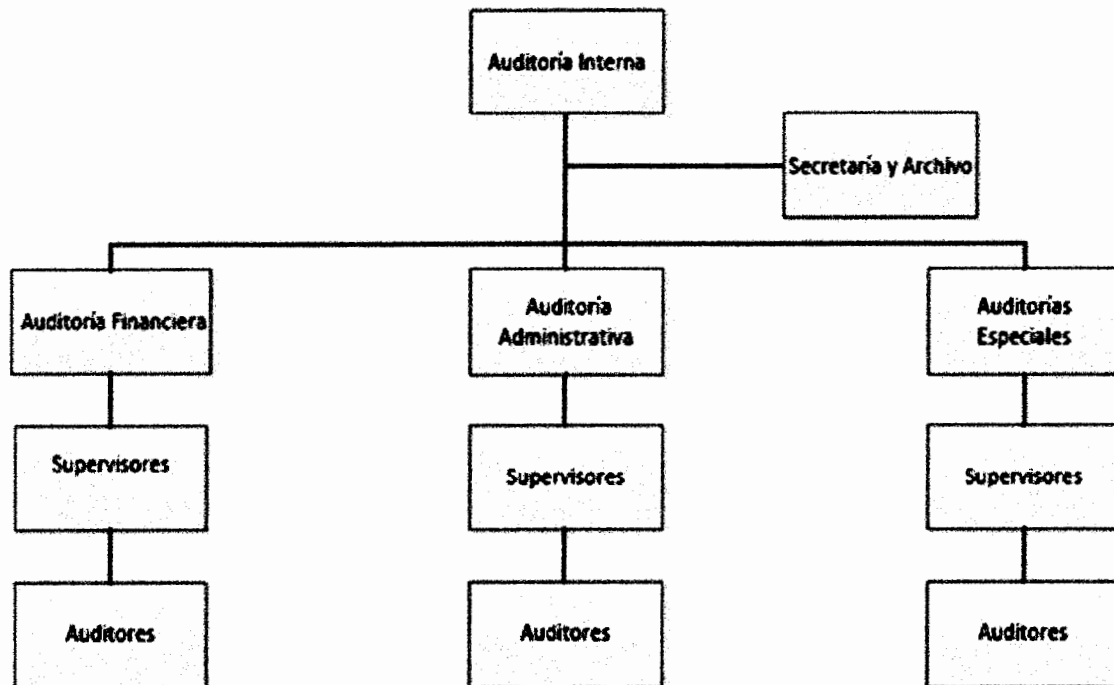 Auditoría Interna
Secretaría y Archivo
Auditoría Financiera
Auditoría
Administrativa
Auditorías
Especiales
Supervisores
Supervisores
Supervisores
Auditores
Auditores
Auditores